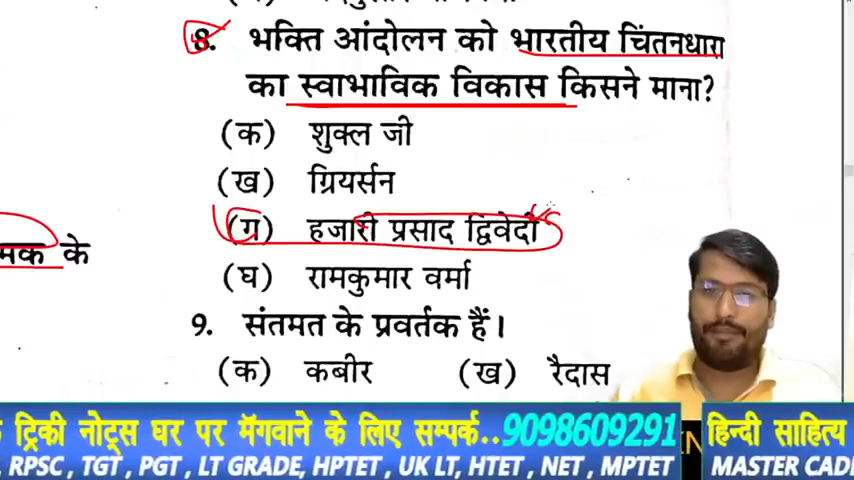 8. भक्ति आंदोलन को भारतीय चिंतनधारा
का स्वाभाविक विकास किसने माना?
(क) शुक्ल जी
(ख) ग्रियर्सन
(ग) हजारी प्रसाद द्विवेदी
मक के
(घ) रामकुमार वर्मा
9. संतमत के प्रवर्तक हैं।
(क) कबीर (ख) रैदास
ट्रिकी नोट्स घर पर मॅगवाने के लिए सम्पर्क..9098609291 हिन्दी साहित्य
, RPSC , TGT , PGT , LT GRADE, HPTET , UK LT, HTET , NET , MPTET MASTER CAD